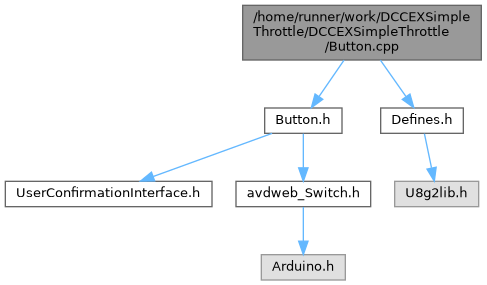 /home/runner/work/DCCEXSimple
Throttle/DCCEXSimpleThrottle
/Button.cpp
Button.h
Defines.h
UserConfirmationInterface.h
avdweb_Switch.h
U8g2lib.h
Arduino.h